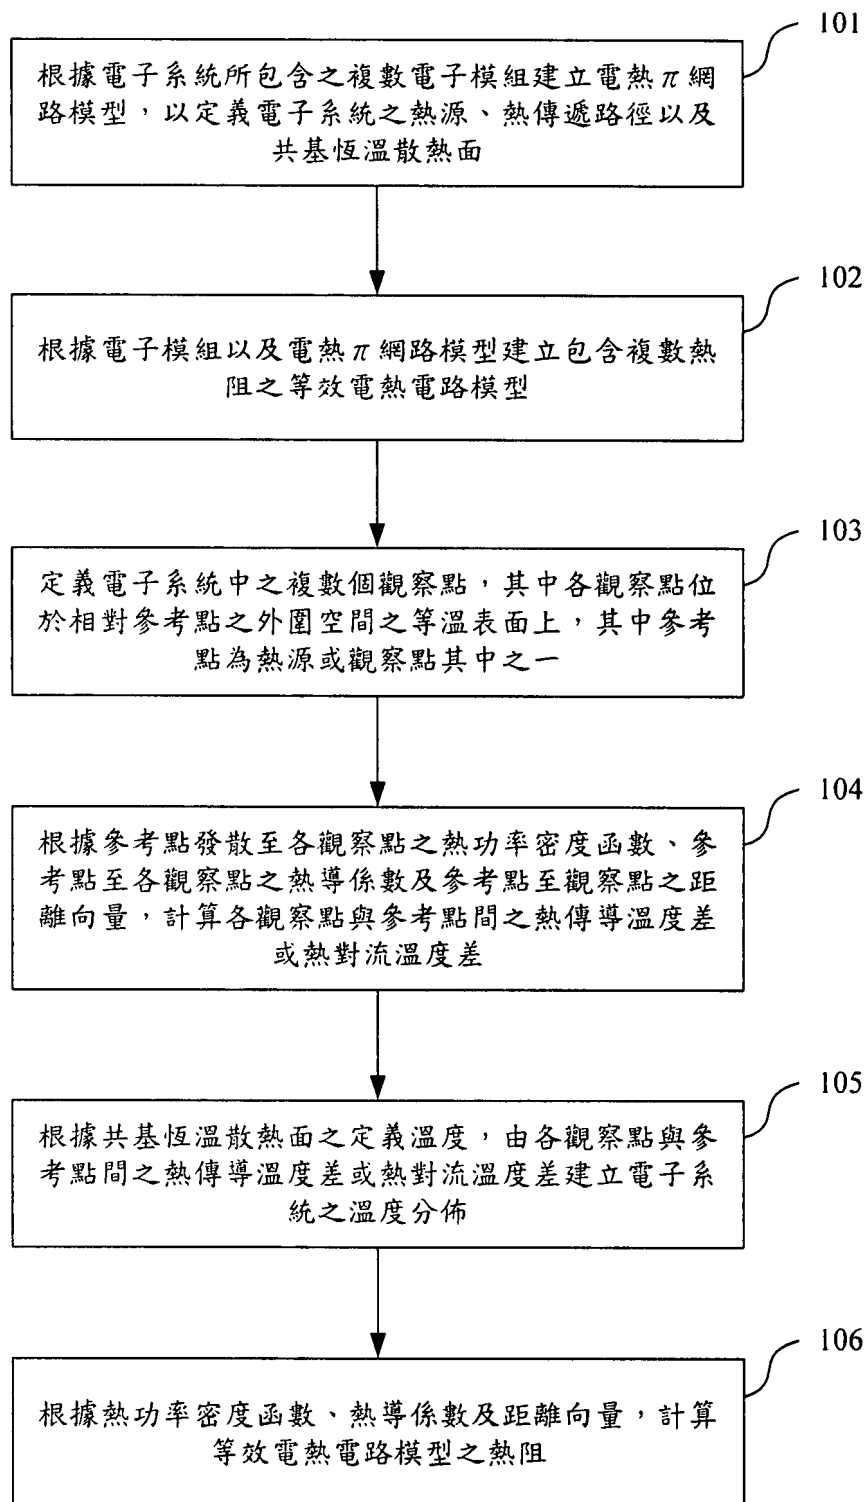 101
根據電子系統所包含之複數電子模組建立電熱π網
路模型，以定義電子系統之熱源、熱傳遞路徑以及
共基恆溫散熱面
102
根據電子模組以及電熱π網路模型建立包含複數熱
阻之等效電熱電路模型
103
定義電子系統中之複數個觀察點，其中各觀察點位
於相對參考點之外圍空間之等溫表面上，其中參考
點為熱源或觀察點其中之一
104
根據參考點發散至各觀察點之熱功率密度函數、參
考點至各觀察點之熱導係數及參考點至觀察點之距
離向量，計算各觀察點與參考點間之熱傳導溫度差
或熱對流溫度差
105
根據共基恆溫散熱面之定義溫度，由各觀察點與參
考點間之熱傳導溫度差或熱對流溫度差建立電子系
統之溫度分佈
106
根據熱功率密度函數、熱導係數及距離向量，計算
等效電熱電路模型之熱阻